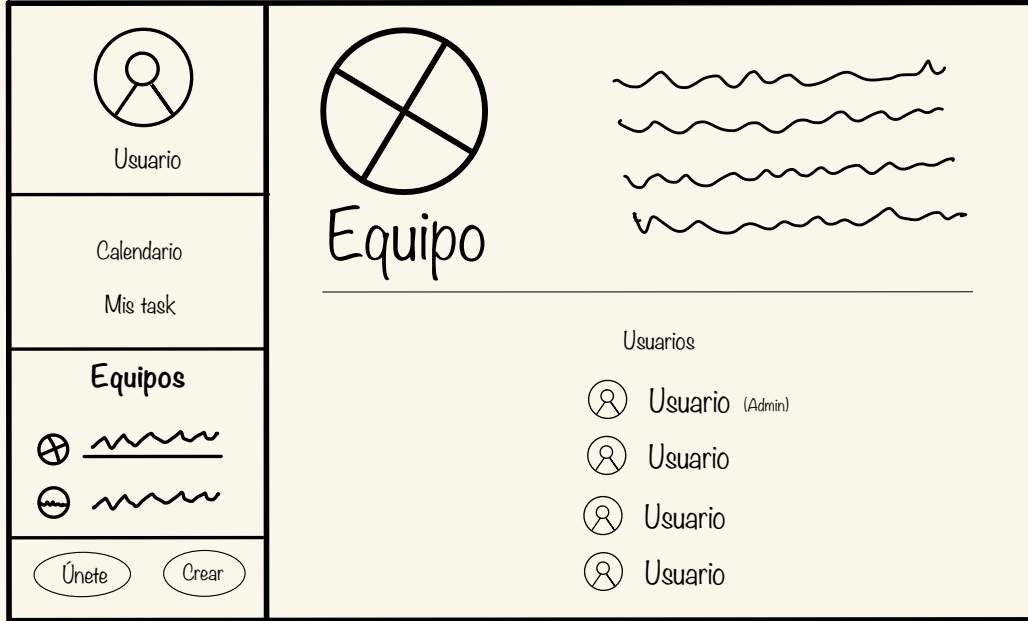 Usuario
Calendario
Mis task
Equipos
Únete
Crear
Equipo
Usuarios
Usuario (Admin)
Usuario
Usuario
Usuario